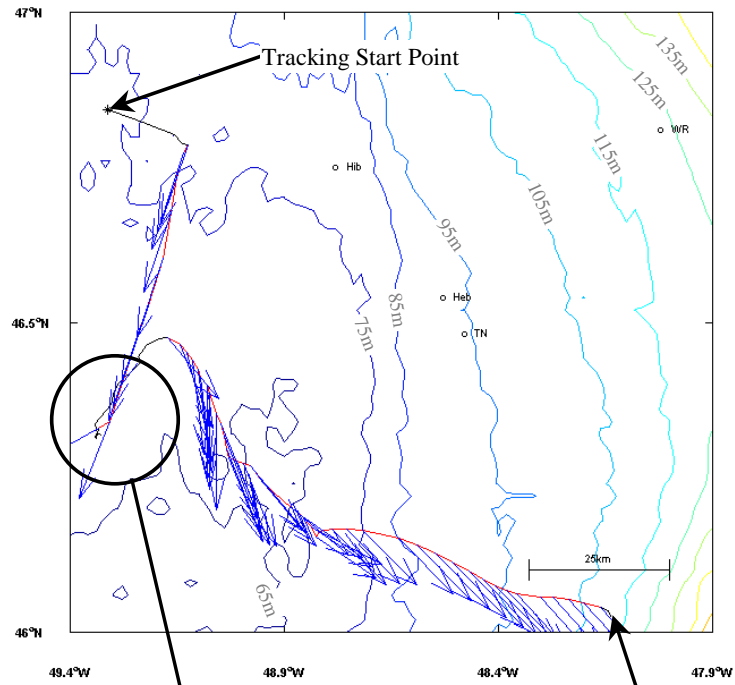 47°N
Tracking Start Point
135m
125m
WR
115m
Hib
105m
95m
Heb
46.5°N
85m
TN
75m
25km
65m
46°N
49.4°W
48.9°W
48.4°W
47.9°W